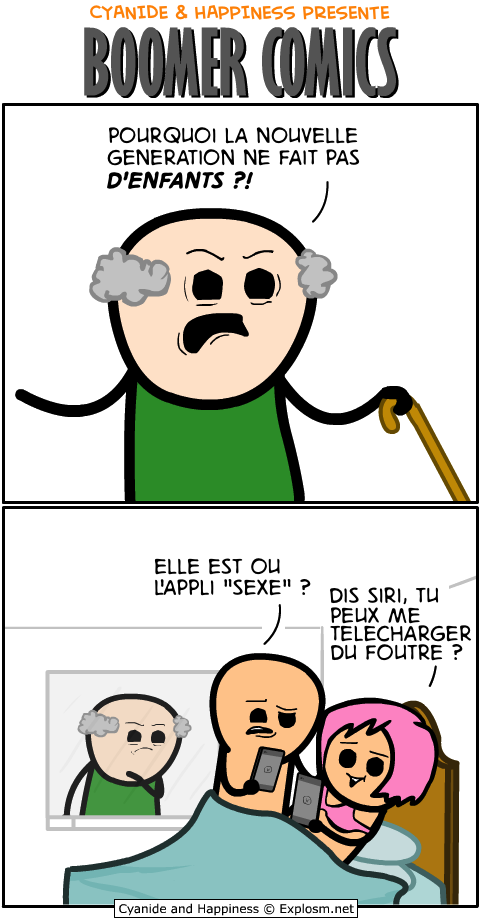 CYANIDE & HAPPINESS PRESENTE
BOOMER COMICS
POURQUOI LA NOUVELLE
GENERATION NE FAIT PAS
D'ENFANTS ?!
ELLE EST OU
L'APPLI "SEXE" ?
DIS SIRI, TU
PEUX ME
TELECHARGER
DU FOUTRE ?
Cyanide and Happiness © Explosm.net